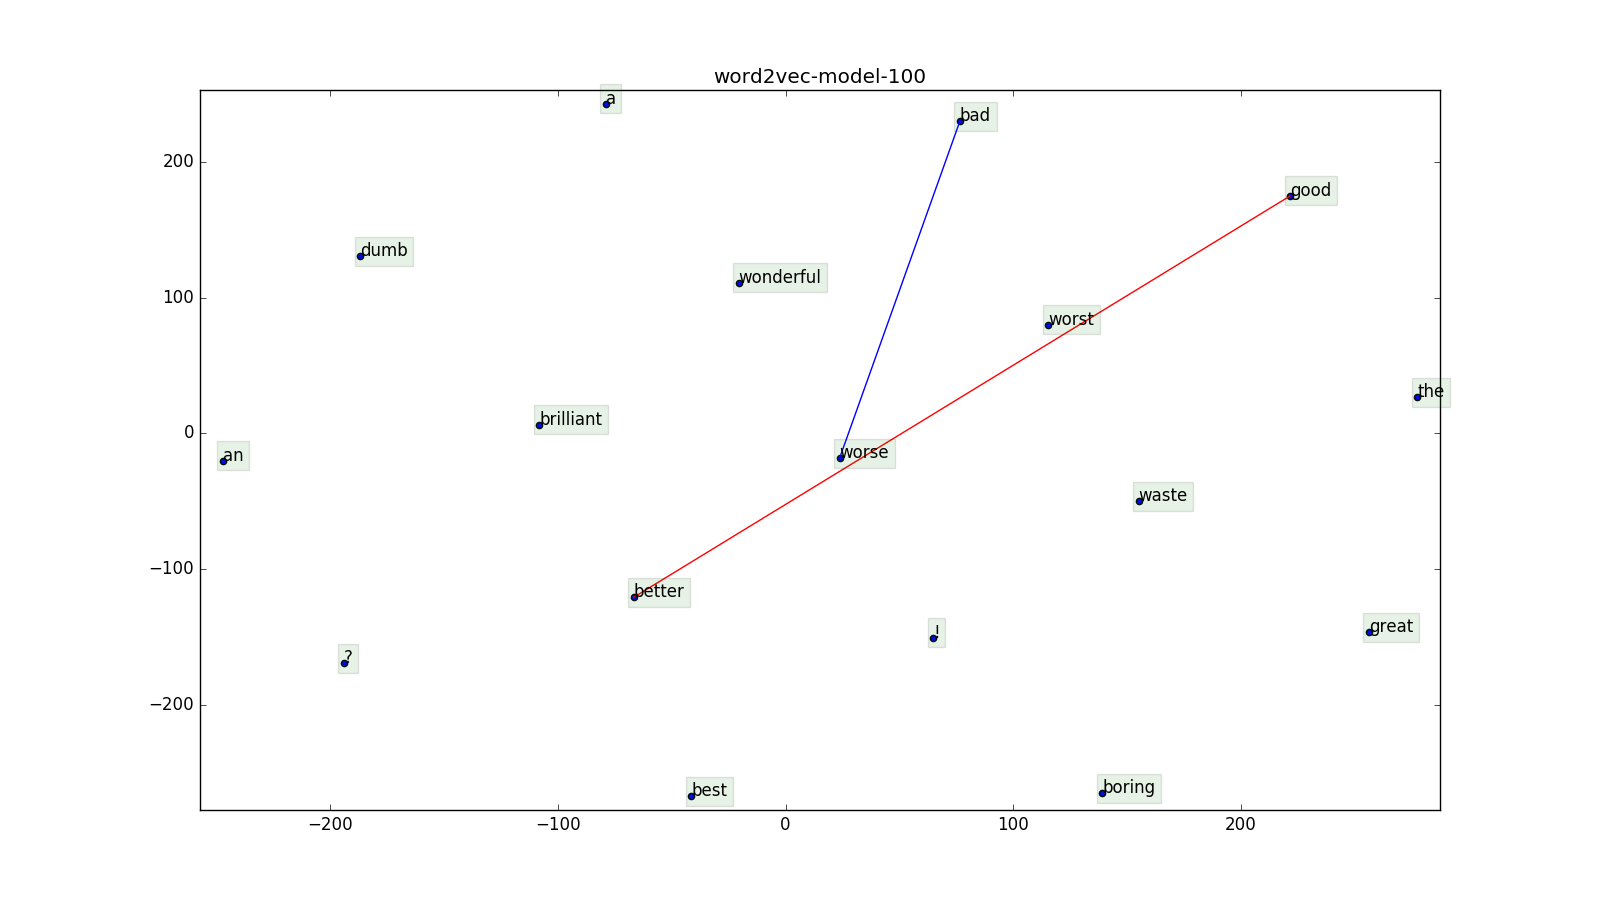 word2vec-model-100
a
bad
200
good
dumb
wonderful
100
worst
the
brilliant
0
worse
an
waste
−100
better
!
great
?
−200
best
boring
−200
−100
0
100
200